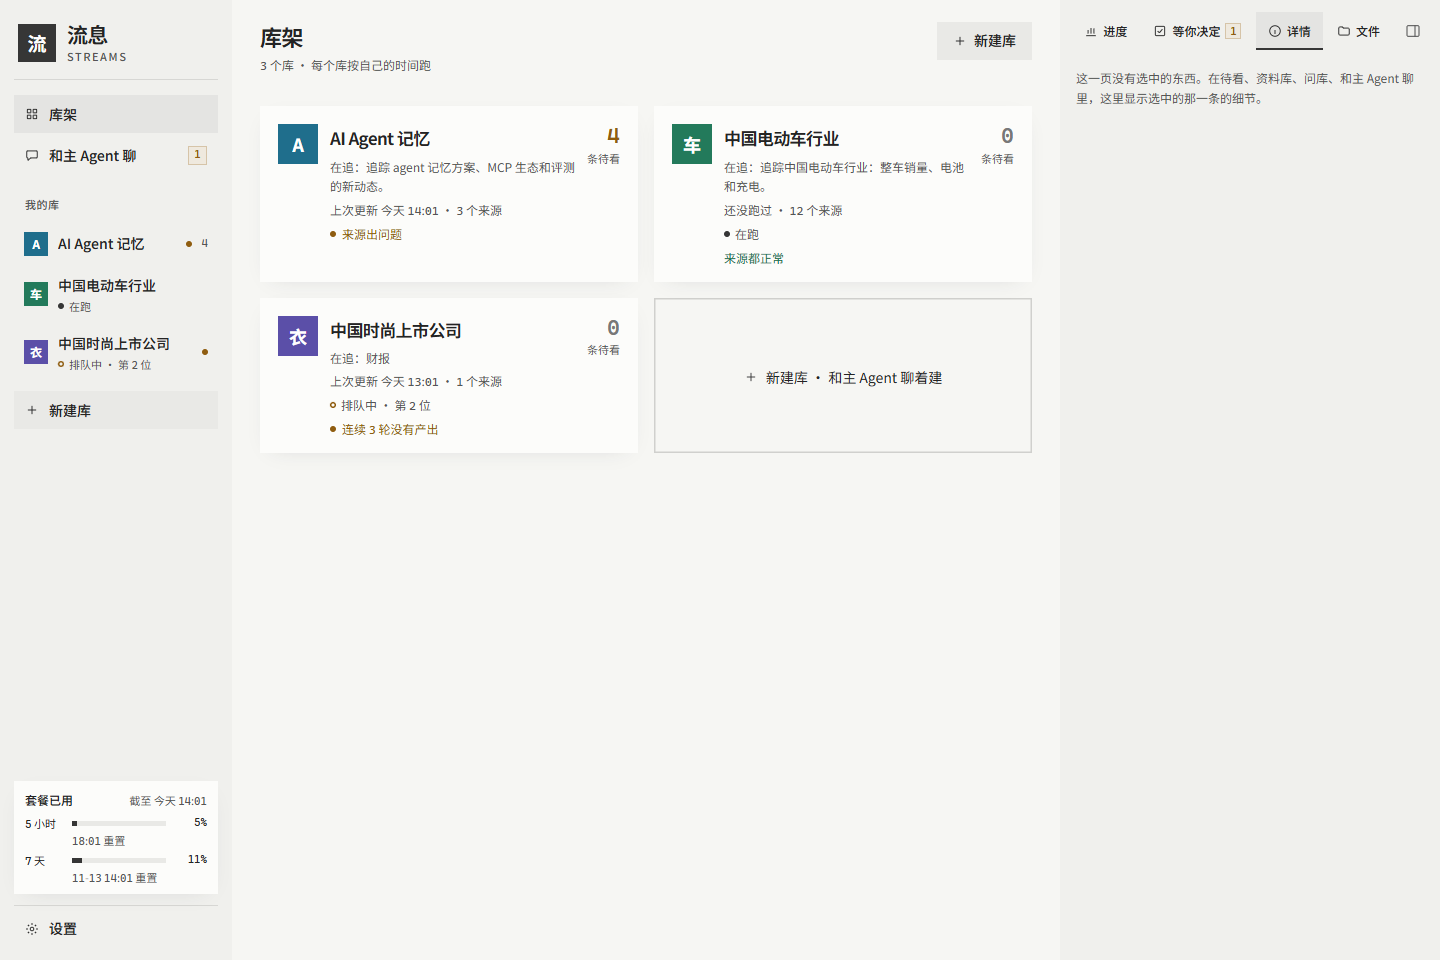 流
流息
STREAMS
库架
和主 Agent 聊
1
我的库
A
AI Agent 记忆
4
车
中国电动车行业
在跑
衣
中国时尚上市公司
排队中 · 第 2 位
新建库
套餐已用
截至 今天 14:01
5 小时
5%
18:01 重置
7 天
11%
11-13 14:01 重置
设置
库架
3 个库 · 每个库按自己的时间跑
新建库
A
AI Agent 记忆
4
条待看
在追：追踪 agent 记忆方案、MCP 生态和评测
的新动态。
上次更新 今天 14:01 · 3 个来源
来源出问题
车
中国电动车行业
0
条待看
在追：追踪中国电动车行业：整车销量、电池
和充电。
还没跑过 · 12 个来源
在跑
来源都正常
衣
中国时尚上市公司
0
条待看
在追：财报
上次更新 今天 13:01 · 1 个来源
排队中 · 第 2 位
连续 3 轮没有产出
新建库 · 和主 Agent 聊着建
进度
等你决定
1
详情
文件
这一页没有选中的东西。在待看、资料库、问库、和主 Agent 聊
里，这里显示选中的那一条的细节。